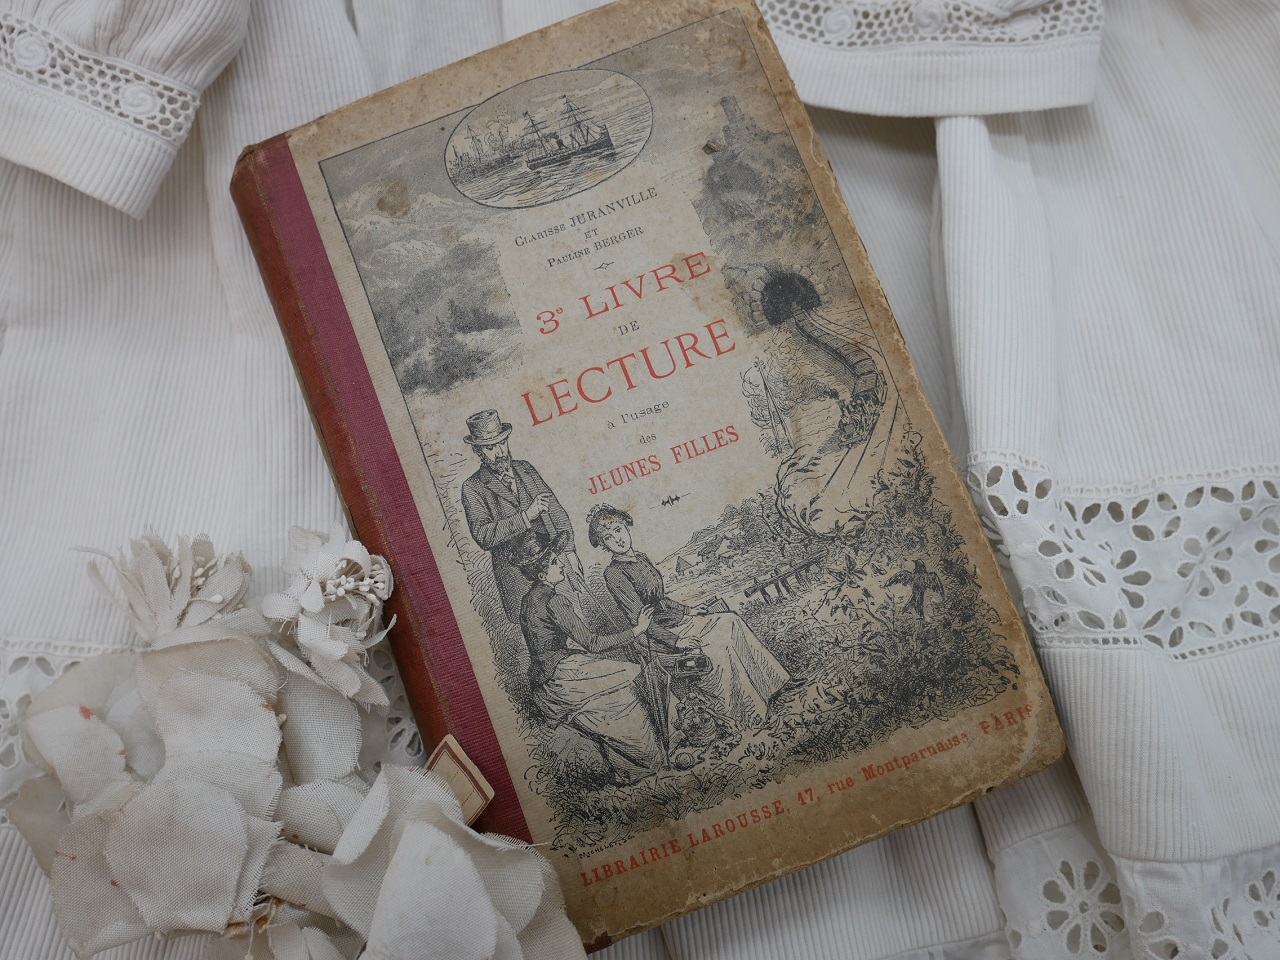 Clarisse JURANVILLE
ET
Pauline BERGER
3e LIVRE
DE
LECTURE
à l'usage
des
JEUNES FILLES
LIBRAIRIE LAROUSSE, 17, rue Montparnasse PARIS